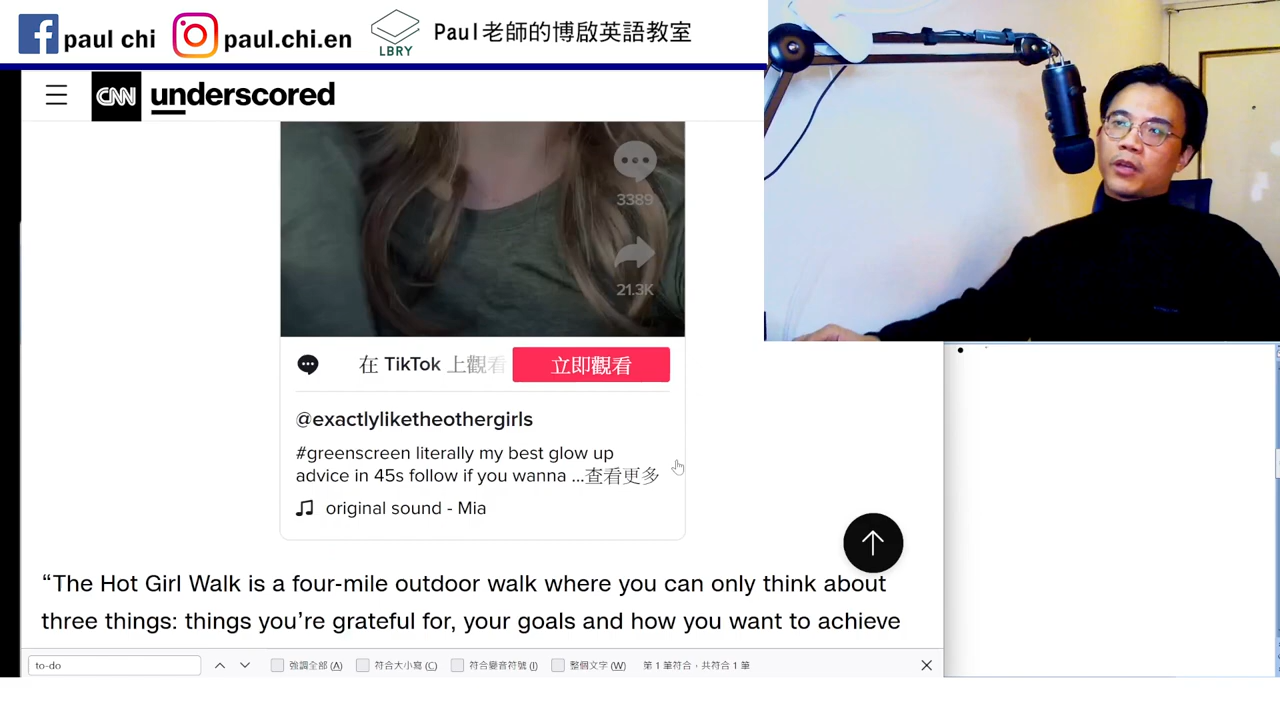 paul chi
paul.chi.en
LBRY
Paul老師的博啟英語教室
CNN underscored
3389
21.3K
在 TikTok 上觀看
立即觀看
@exactlyliketheothergirls
#greenscreen literally my best glow up
advice in 45s follow if you wanna ...查看更多
original sound - Mia
“The Hot Girl Walk is a four-mile outdoor walk where you can only think about
three things: things you’re grateful for, your goals and how you want to achieve
to-do
強調全部 (A)
符合大小寫 (C)
符合變音符號 (I)
整個文字 (W)
第 1 筆符合，共符合 1 筆